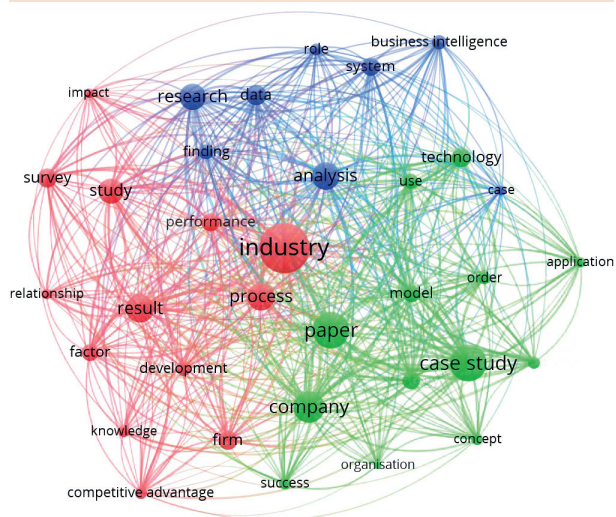 business intelligence
role
system
impact
research
data
finding
technology
survey
study
analysis
use
case
performance
industry
application
order
relationship
process
model
result
paper
factor
development
case study
company
knowledge
firm
concept
organisation
success
competitive advantage